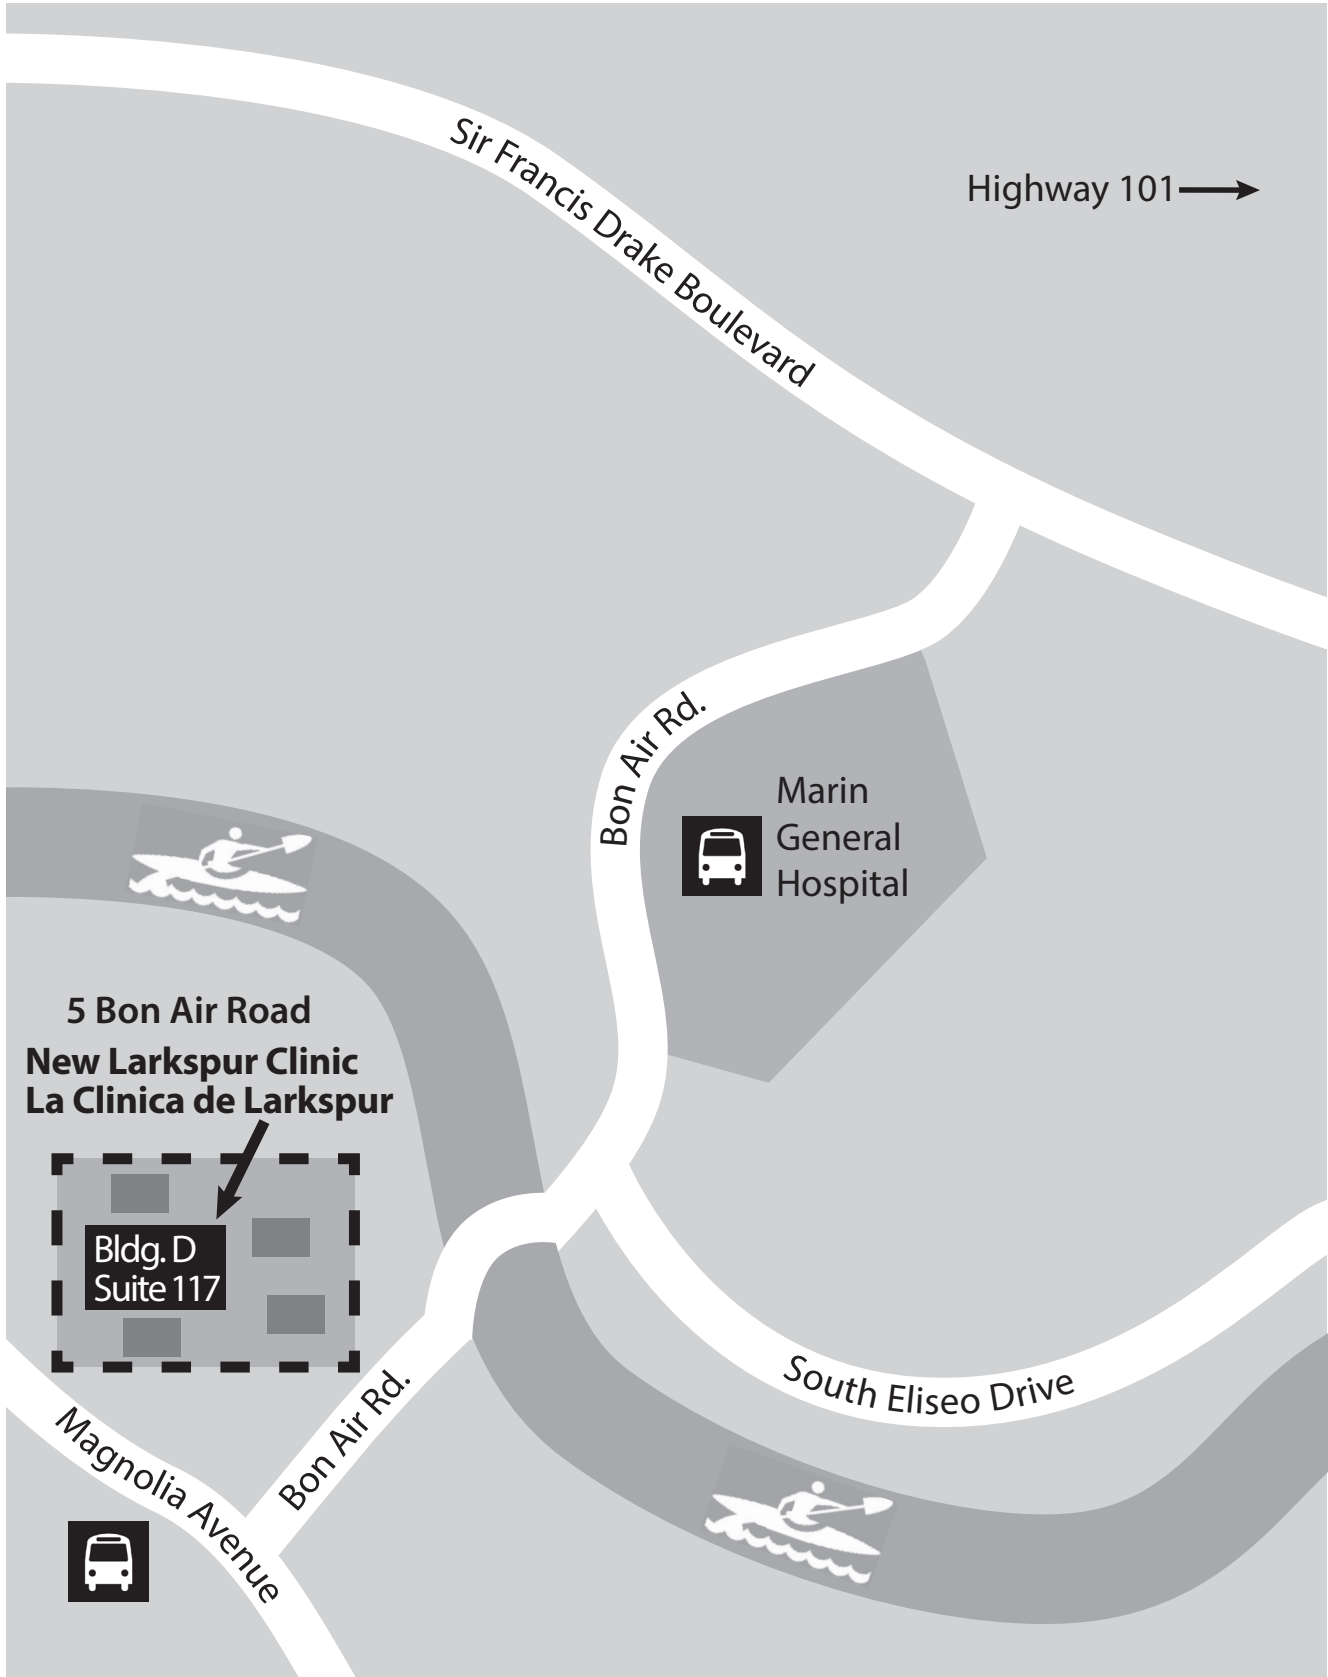 Sir Francis Drake Boulevard
Highway 101
Bon Air Rd.
Marin
General
Hospital
5 Bon Air Road
New Larkspur Clinic
La Clinica de Larkspur
Bldg. D
Suite 117
South Eliseo Drive
Bon Air Rd.
Magnolia Avenue